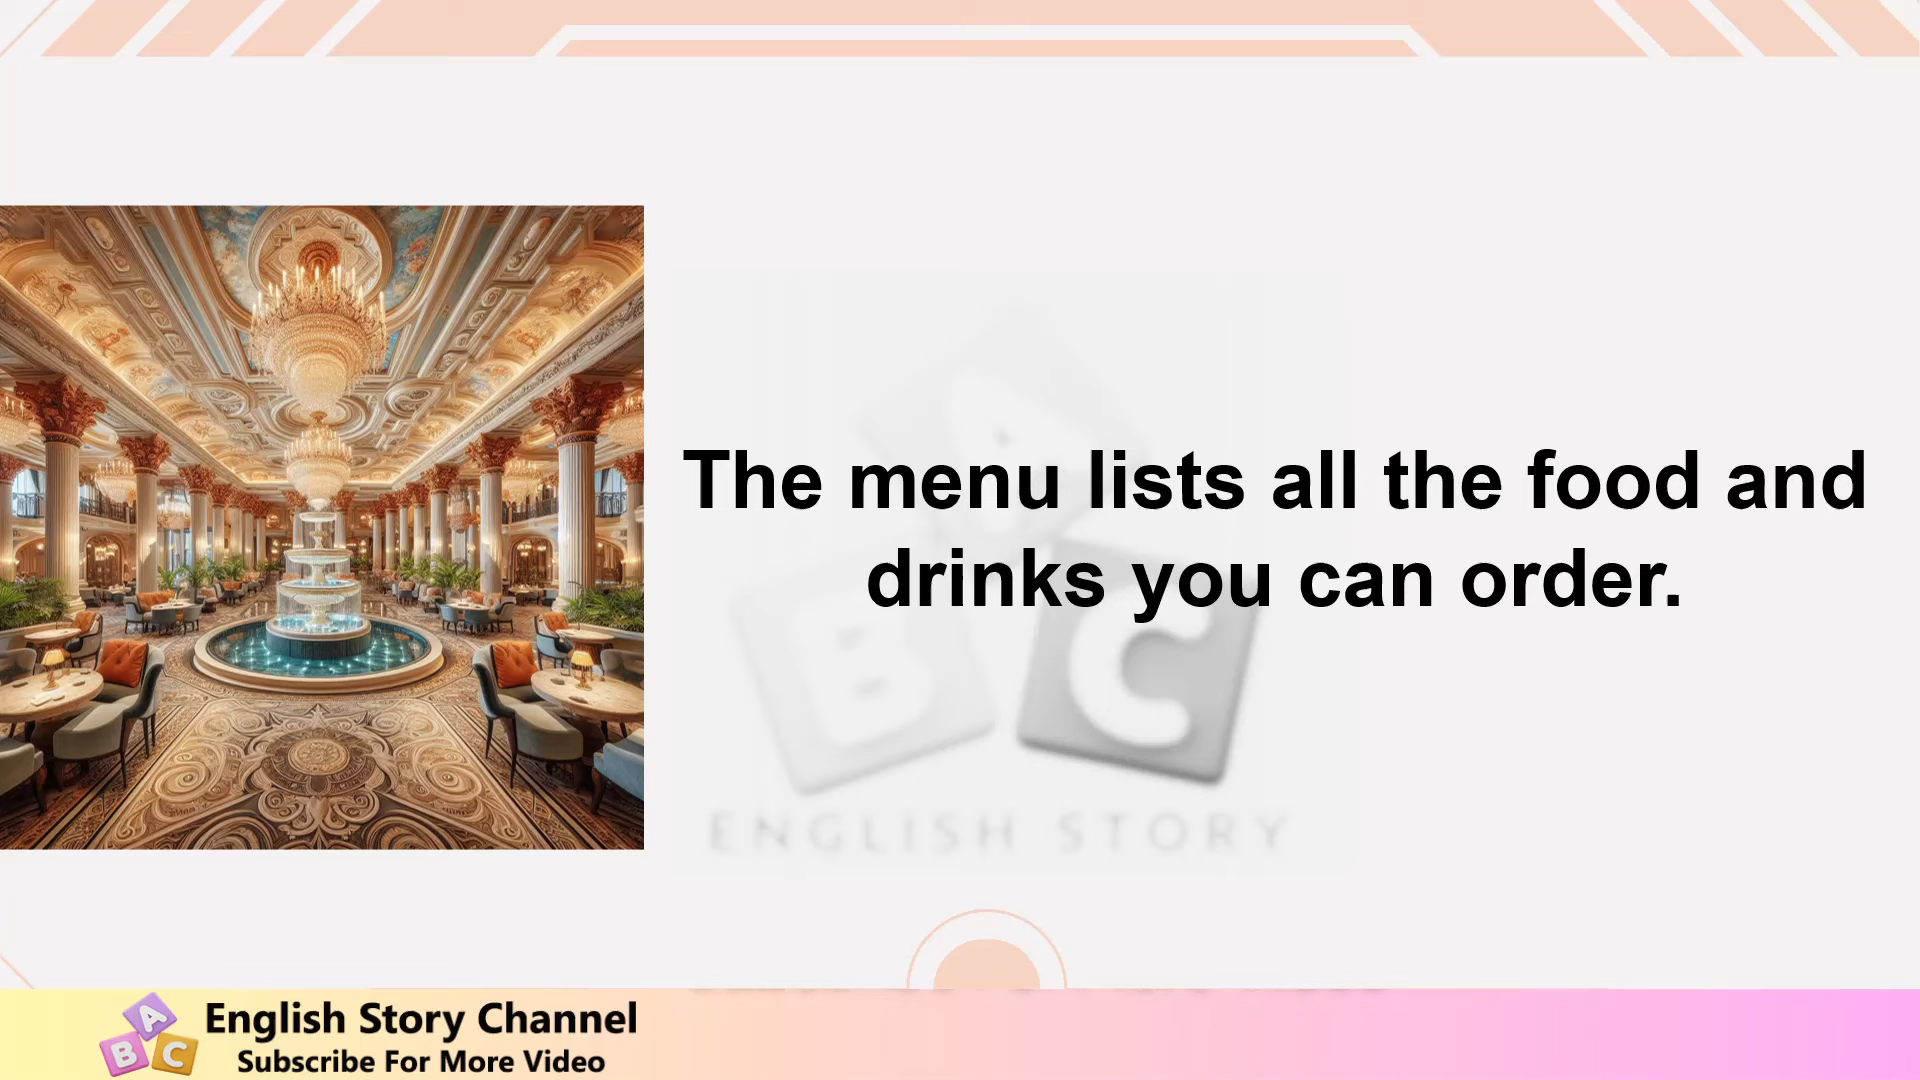 The menu lists all the food and
drinks you can order.
A
B
C
ENGLISH STORY
A
B
C
English Story Channel
Subscribe For More Video